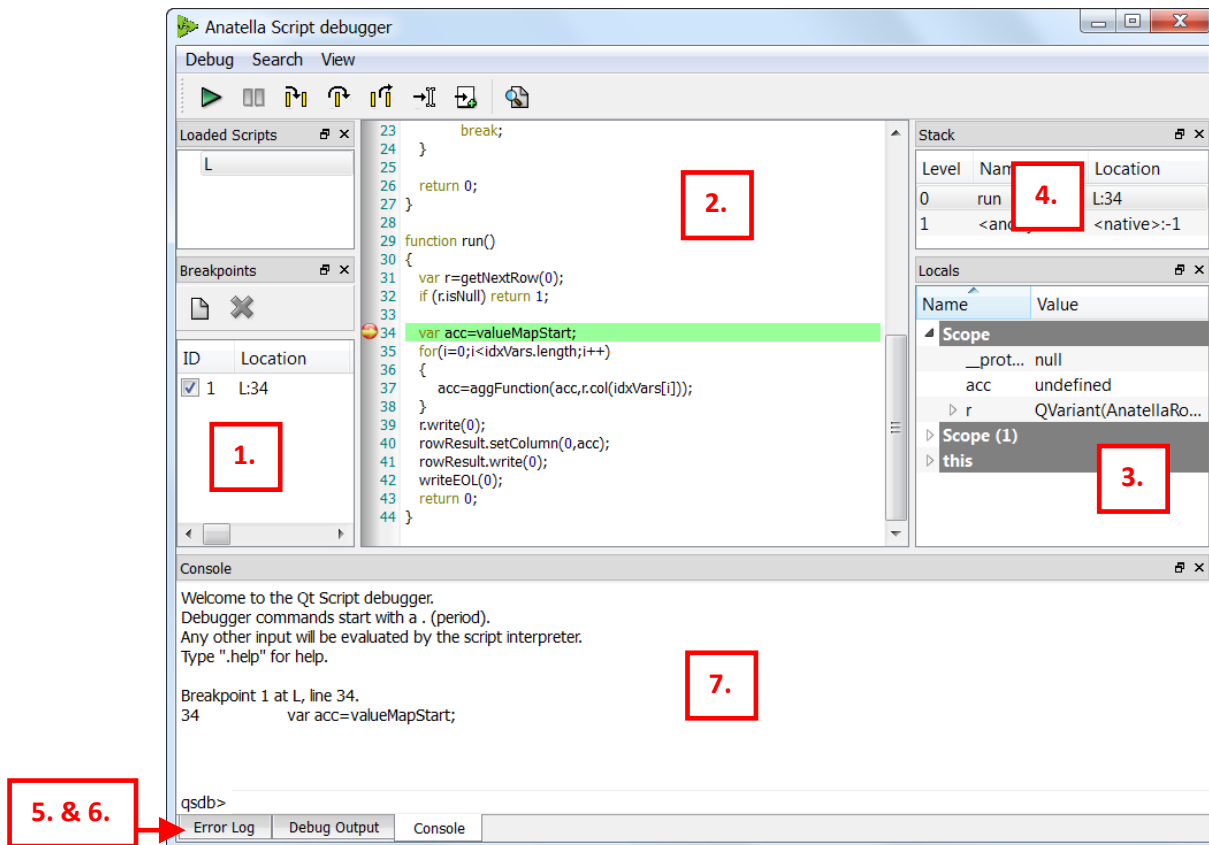 Anatella Script debugger
Debug Search View
Loaded Scripts
L
Breakpoints
ID Location
1 L:34
1.
23 break;
24 }
25
26 return 0;
27 }
28
29 function run()
30 {
31 var r=getNextRow(0);
32 if (r.isNull) return 1;
33
34 var acc=valueMapStart;
35 for(i=0;i<idxVars.length;i++)
36 {
37 acc=aggFunction(acc,r.col(idxVars[i]));
38 }
39 r.write(0);
40 rowResult.setColumn(0,acc);
41 rowResult.write(0);
42 writeEOL(0);
43 return 0;
44 }
2.
Stack
Level Nam Location
0 run L:34
1 <ano <native>:-1
4.
Locals
Name Value
Scope
__prot... null
acc undefined
r QVariant(AnatellaRo...
Scope (1)
this
3.
Console
Welcome to the Qt Script debugger.
Debugger commands start with a . (period).
Any other input will be evaluated by the script interpreter.
Type ".help" for help.
Breakpoint 1 at L, line 34.
34 var acc=valueMapStart;
7.
qsdb>
5. & 6.
Error Log Debug Output Console